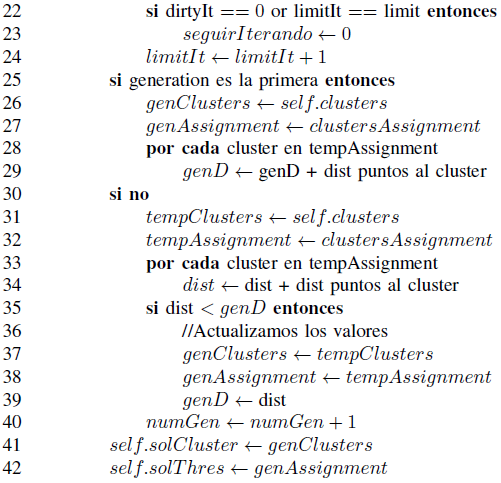 22 si dirtyIt == 0 or limitIt == limit entonces
23 seguirIterando ← 0
24 limitIt ← limitIt + 1
25 si generation es la primera entonces
26 genClusters ← self.clusters
27 genAssignment ← clustersAssignment
28 por cada cluster en tempAssignment
29 genD ← genD + dist puntos al cluster
30 si no
31 tempClusters ← self.clusters
32 tempAssignment ← clustersAssignment
33 por cada cluster en tempAssignment
34 dist ← dist + dist puntos al cluster
35 si dist < genD entonces
36 //Actualizamos los valores
37 genClusters ← tempClusters
38 genAssignment ← tempAssignment
39 genD ← dist
40 numGen ← numGen + 1
41 self.solCluster ← genClusters
42 self.solThres ← genAssignment